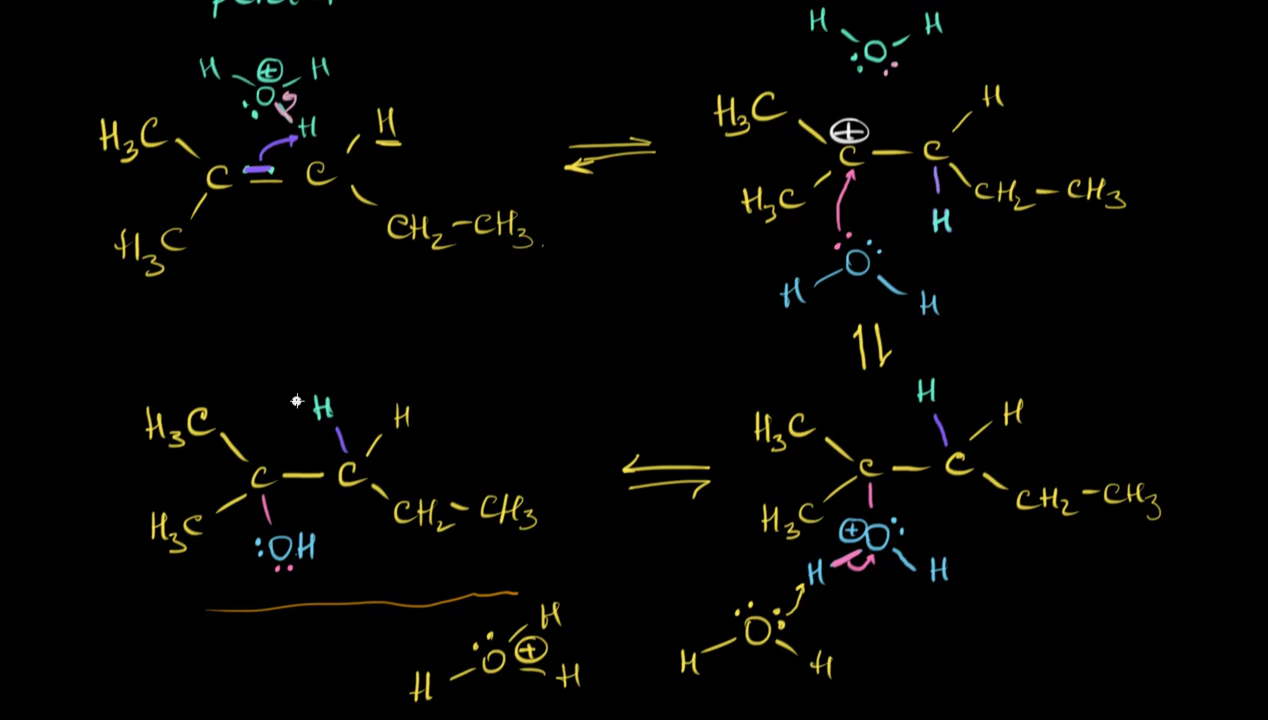 H ⊕ H
:O
H
H₃C H
C = C
H₃C CH₂-CH₃.
H H
:O:
H₃C ⊕ H
C — C
H₃C CH₂-CH₃
H
:O:
H H
H H
H₃C C — C
H₃C CH₂-CH₃
⊕O:
H H
:O:
H H
H H
H₃C C — C
H₃C CH₂-CH₃
:OH
H
O⊕
H H